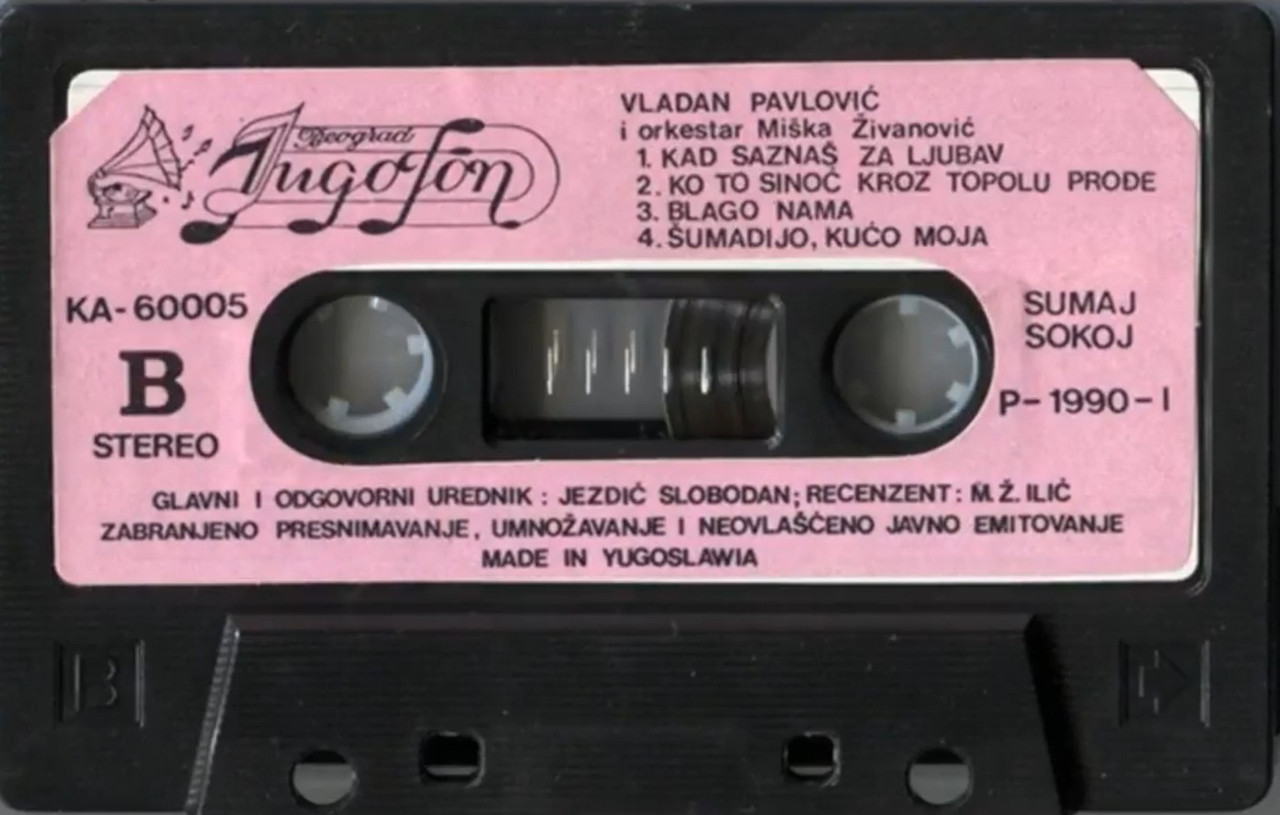 Beograd
Jugofon
VLADAN PAVLOVIĆ
i orkestar Miška Živanović
1. KAD SAZNAŠ ZA LJUBAV
2. KO TO SINOĆ KROZ TOPOLU PROĐE
3. BLAGO NAMA
4. ŠUMADIJO, KUĆO MOJA
KA-60005
B
STEREO
SUMAJ
SOKOJ
P-1990-I
GLAVNI I ODGOVORNI UREDNIK : JEZDIĆ SLOBODAN; RECENZENT: M. Ž. ILIĆ
ZABRANJENO PRESNIMAVANJE, UMNOŽAVANJE I NEOVLAŠĆENO JAVNO EMITOVANJE
MADE IN YUGOSLAWIA
B